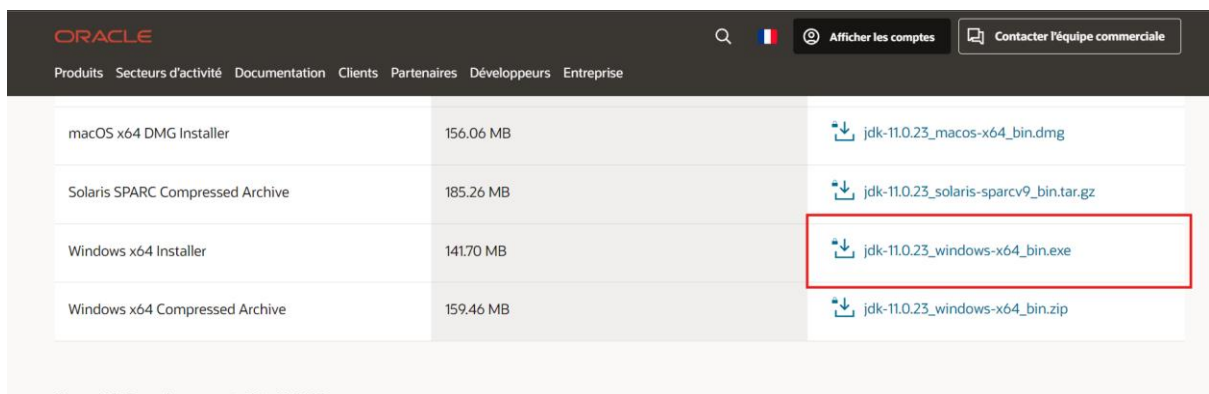 ORACLE
Afficher les comptes
Contacter l'équipe commerciale
Produits Secteurs d'activité Documentation Clients Partenaires Développeurs Entreprise
macOS x64 DMG Installer 156.06 MB jdk-11.0.23_macos-x64_bin.dmg
Solaris SPARC Compressed Archive 185.26 MB jdk-11.0.23_solaris-sparcv9_bin.tar.gz
Windows x64 Installer 141.70 MB jdk-11.0.23_windows-x64_bin.exe
Windows x64 Compressed Archive 159.46 MB jdk-11.0.23_windows-x64_bin.zip